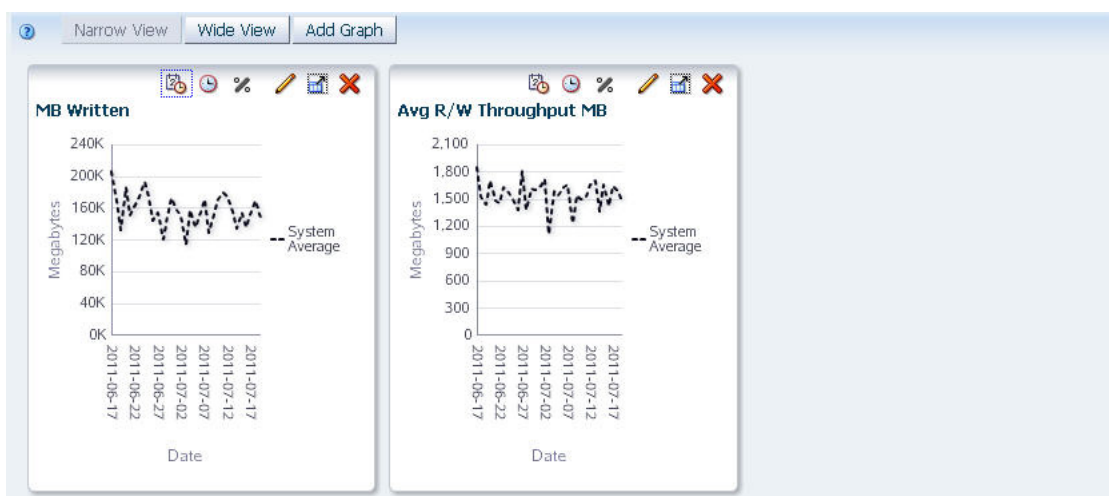 Narrow View
Wide View
Add Graph
MB Written
240K
200K
160K
120K
80K
40K
0K
Megabytes
System
Average
2011-06-17
2011-06-22
2011-06-27
2011-07-02
2011-07-07
2011-07-12
2011-07-17
Date
Avg R/W Throughput MB
2,100
1,800
1,500
1,200
900
600
300
0
Megabytes
System
Average
2011-06-17
2011-06-22
2011-06-27
2011-07-02
2011-07-07
2011-07-12
2011-07-17
Date